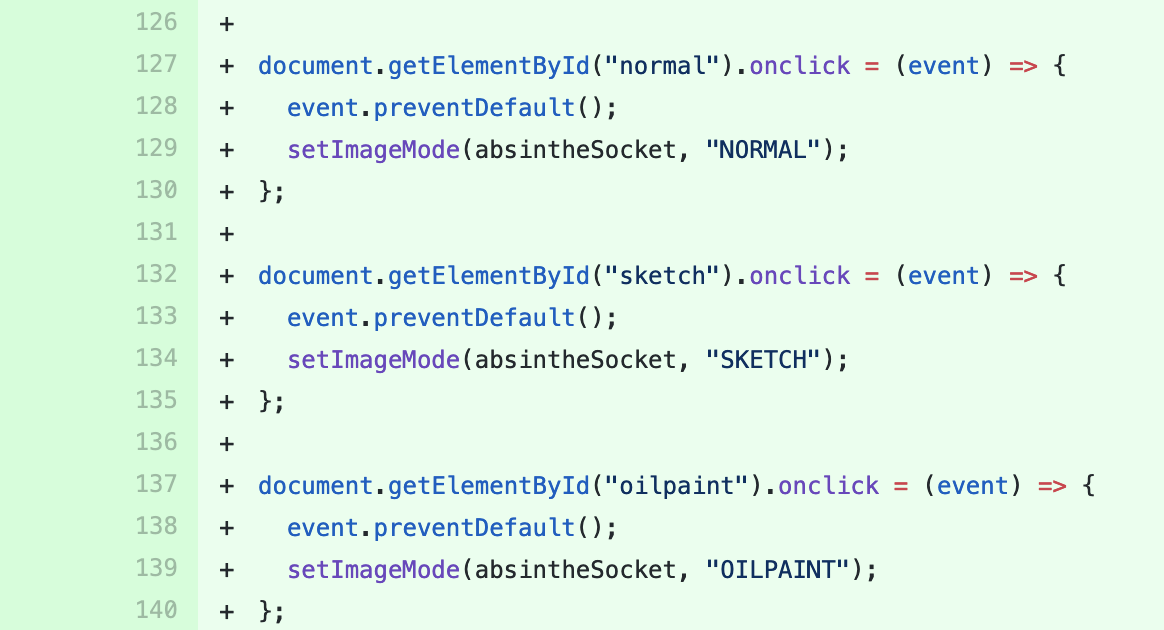 126 +
127 + document.getElementById("normal").onclick = (event) => {
128 +   event.preventDefault();
129 +   setImageMode(absintheSocket, "NORMAL");
130 + };
131 +
132 + document.getElementById("sketch").onclick = (event) => {
133 +   event.preventDefault();
134 +   setImageMode(absintheSocket, "SKETCH");
135 + };
136 +
137 + document.getElementById("oilpaint").onclick = (event) => {
138 +   event.preventDefault();
139 +   setImageMode(absintheSocket, "OILPAINT");
140 + };